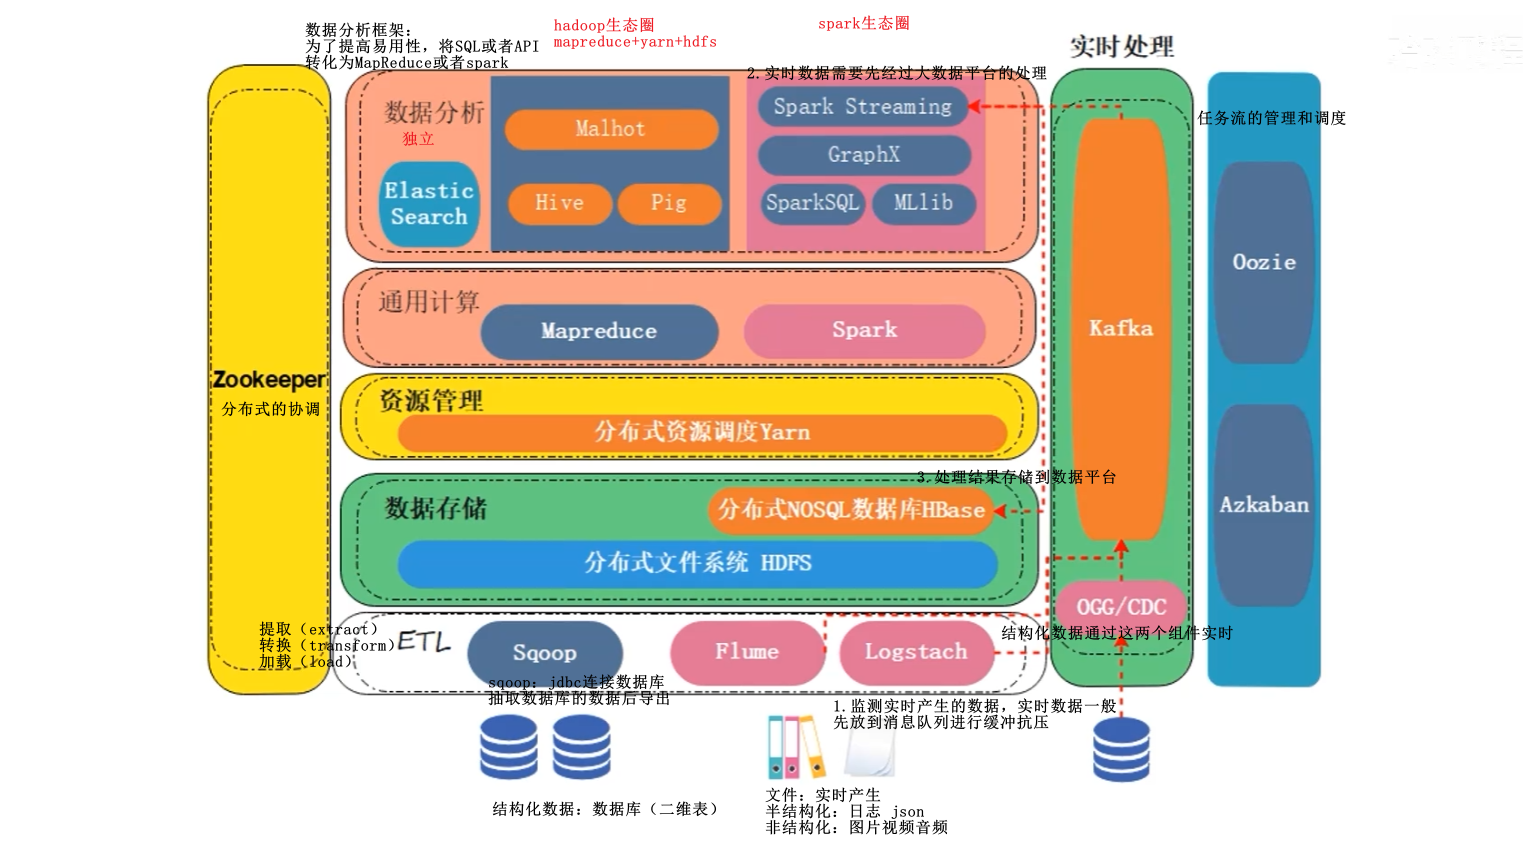 数据分析框架：
为了提高易用性，将SQL或者API
转化为MapReduce或者spark
hadoop生态圈
mapreduce+yarn+hdfs
spark生态圈
实时处理
2.实时数据需要先经过大数据平台的处理
数据分析
独立
Elastic
Search
Malhot
Hive
Pig
Spark Streaming
GraphX
SparkSQL
MLlib
任务流的管理和调度
Oozie
Azkaban
通用计算
Mapreduce
Spark
Kafka
Zookeeper
分布式的协调
资源管理
分布式资源调度Yarn
3.处理结果存储到数据平台
数据存储
分布式NOSQL数据库HBase
分布式文件系统 HDFS
OGG/CDC
结构化数据通过这两个组件实时
提取（extract）
转换（transform）
加载（load）
ETL
Sqoop
Flume
Logstach
sqoop：jdbc连接数据库
抽取数据库的数据后导出
1.监测实时产生的数据，实时数据一般
先放到消息队列进行缓冲抗压
结构化数据：数据库（二维表）
文件：实时产生
半结构化：日志 json
非结构化：图片视频音频